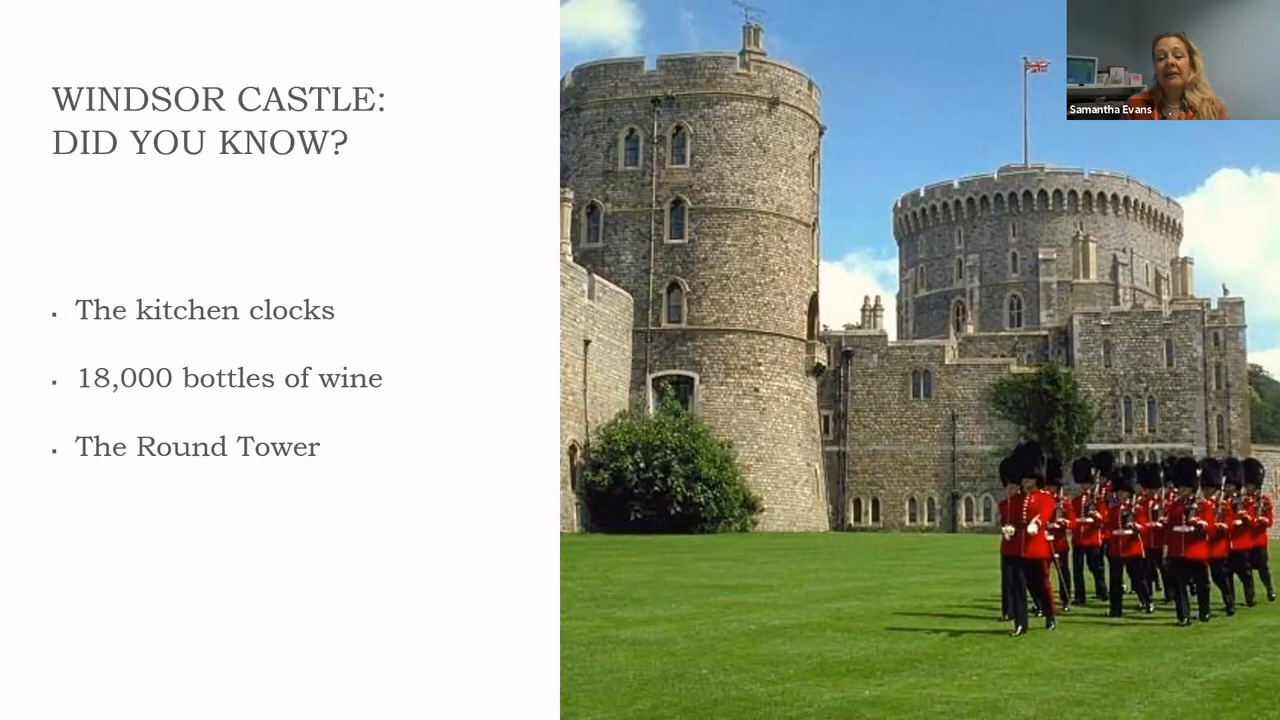 WINDSOR CASTLE:
DID YOU KNOW?
▪ The kitchen clocks
▪ 18,000 bottles of wine
▪ The Round Tower
Samantha Evans